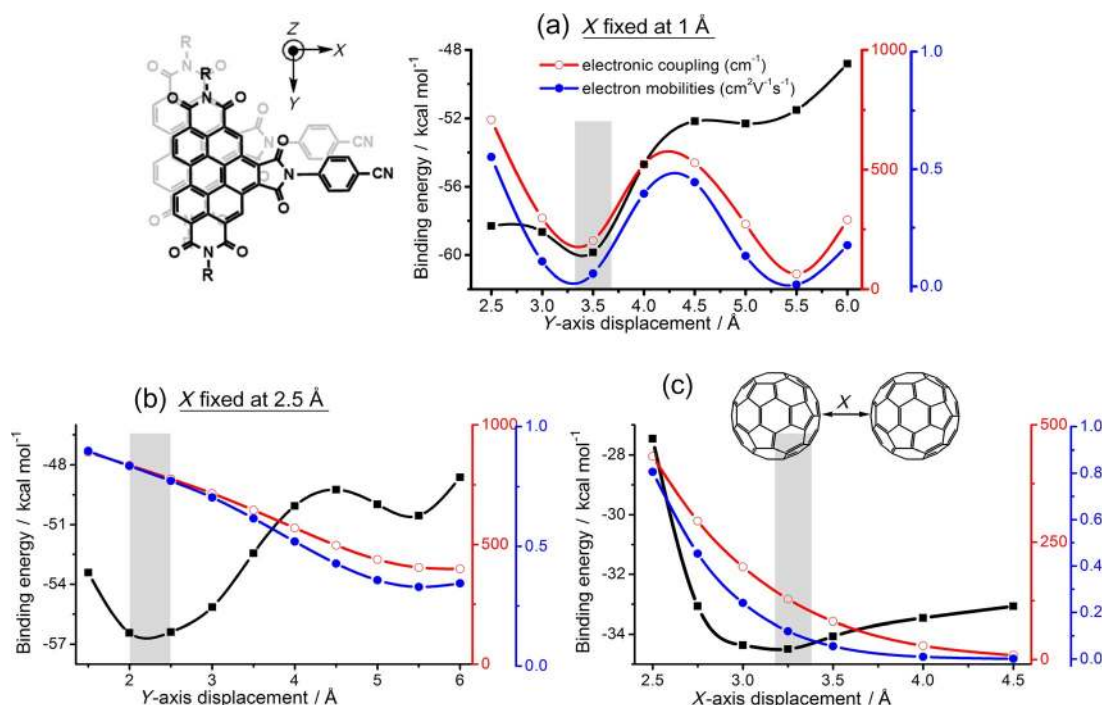 (a) X fixed at 1 Å
Z
X
Y
R
R
O N O
O N O
O
N
O
CN
O
N
CN
O
O N O
R
electronic coupling (cm⁻¹)
electron mobilities (cm²V⁻¹s⁻¹)
Binding energy / kcal mol⁻¹
-48
-52
-56
-60
1000
500
0
1.0
0.5
0.0
2.5 3.0 3.5 4.0 4.5 5.0 5.5 6.0
Y-axis displacement / Å
(b) X fixed at 2.5 Å
Binding energy / kcal mol⁻¹
-48
-51
-54
-57
1000
500
0
1.0
0.5
0.0
2 3 4 5 6
Y-axis displacement / Å
(c)
X
Binding energy / kcal mol⁻¹
-28
-30
-32
-34
500
250
0
1.0
0.8
0.6
0.4
0.2
0.0
2.5 3.0 3.5 4.0 4.5
X-axis displacement / Å